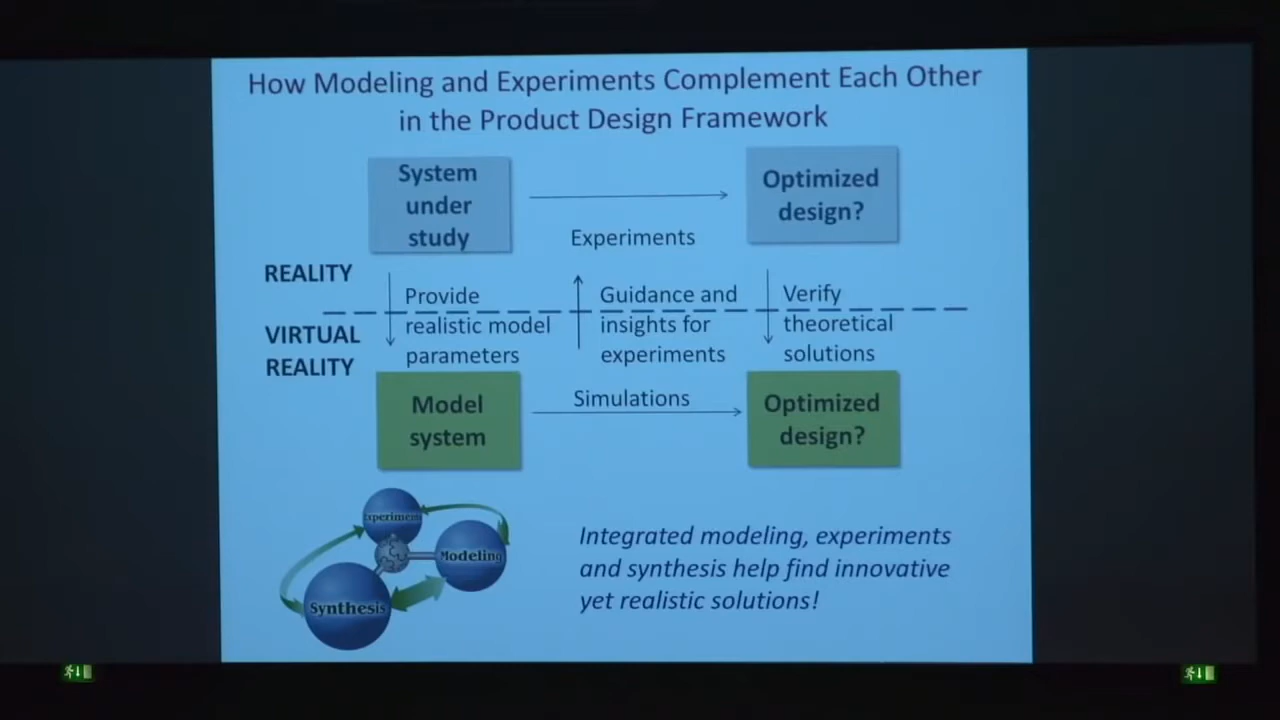 How Modeling and Experiments Complement Each Other
in the Product Design Framework
System
under
study
Optimized
design?
Experiments
REALITY
Provide
realistic model
parameters
Guidance and
insights for
experiments
Verify
theoretical
solutions
VIRTUAL
REALITY
Model
system
Simulations
Optimized
design?
Experiments
Modeling
Synthesis
Integrated modeling, experiments
and synthesis help find innovative
yet realistic solutions!